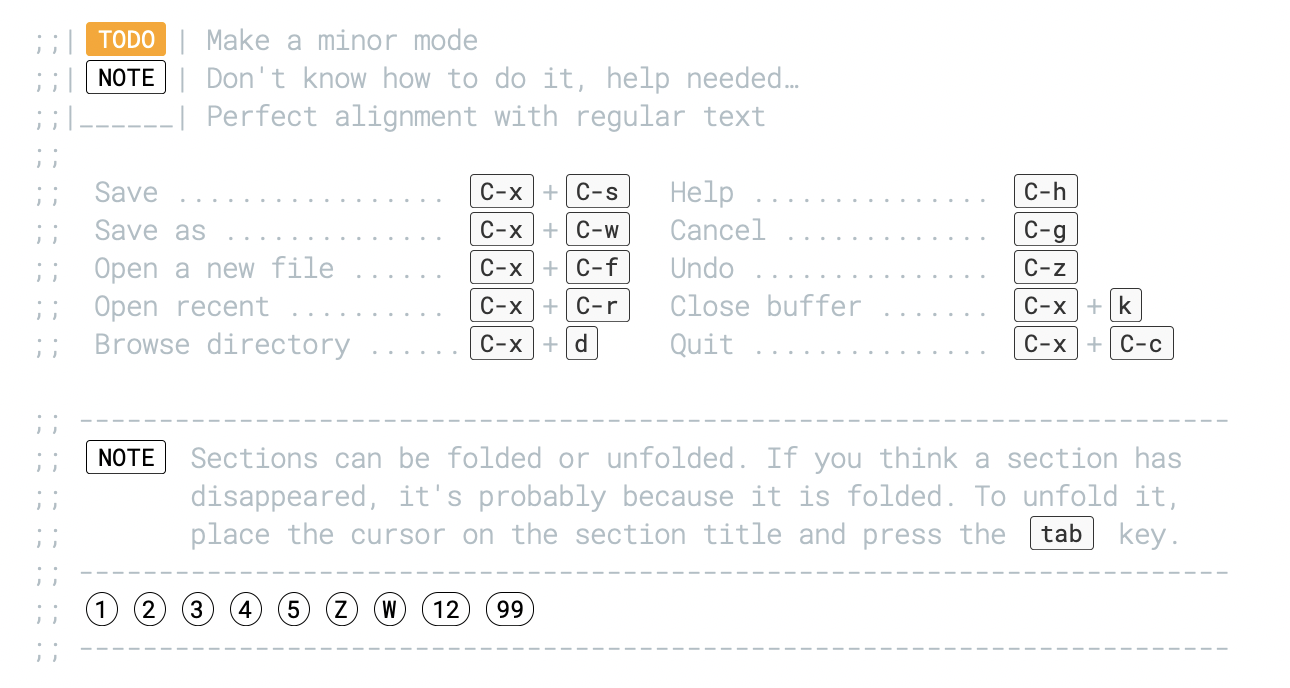 ;;| TODO | Make a minor mode
;;| NOTE | Don't know how to do it, help needed…
;;|______| Perfect alignment with regular text
;;
;;  Save ................. C-x + C-s  Help ............... C-h
;;  Save as .............. C-x + C-w  Cancel ............. C-g
;;  Open a new file ...... C-x + C-f  Undo ............... C-z
;;  Open recent .......... C-x + C-r  Close buffer ....... C-x + k
;;  Browse directory ...... C-x + d  Quit ............... C-x + C-c
;; ------------------------------------------------------------------------
;; NOTE Sections can be folded or unfolded. If you think a section has
;; disappeared, it's probably because it is folded. To unfold it,
;; place the cursor on the section title and press the tab key.
;; ------------------------------------------------------------------------
;; 1 2 3 4 5 Z W 12 99
;; ------------------------------------------------------------------------